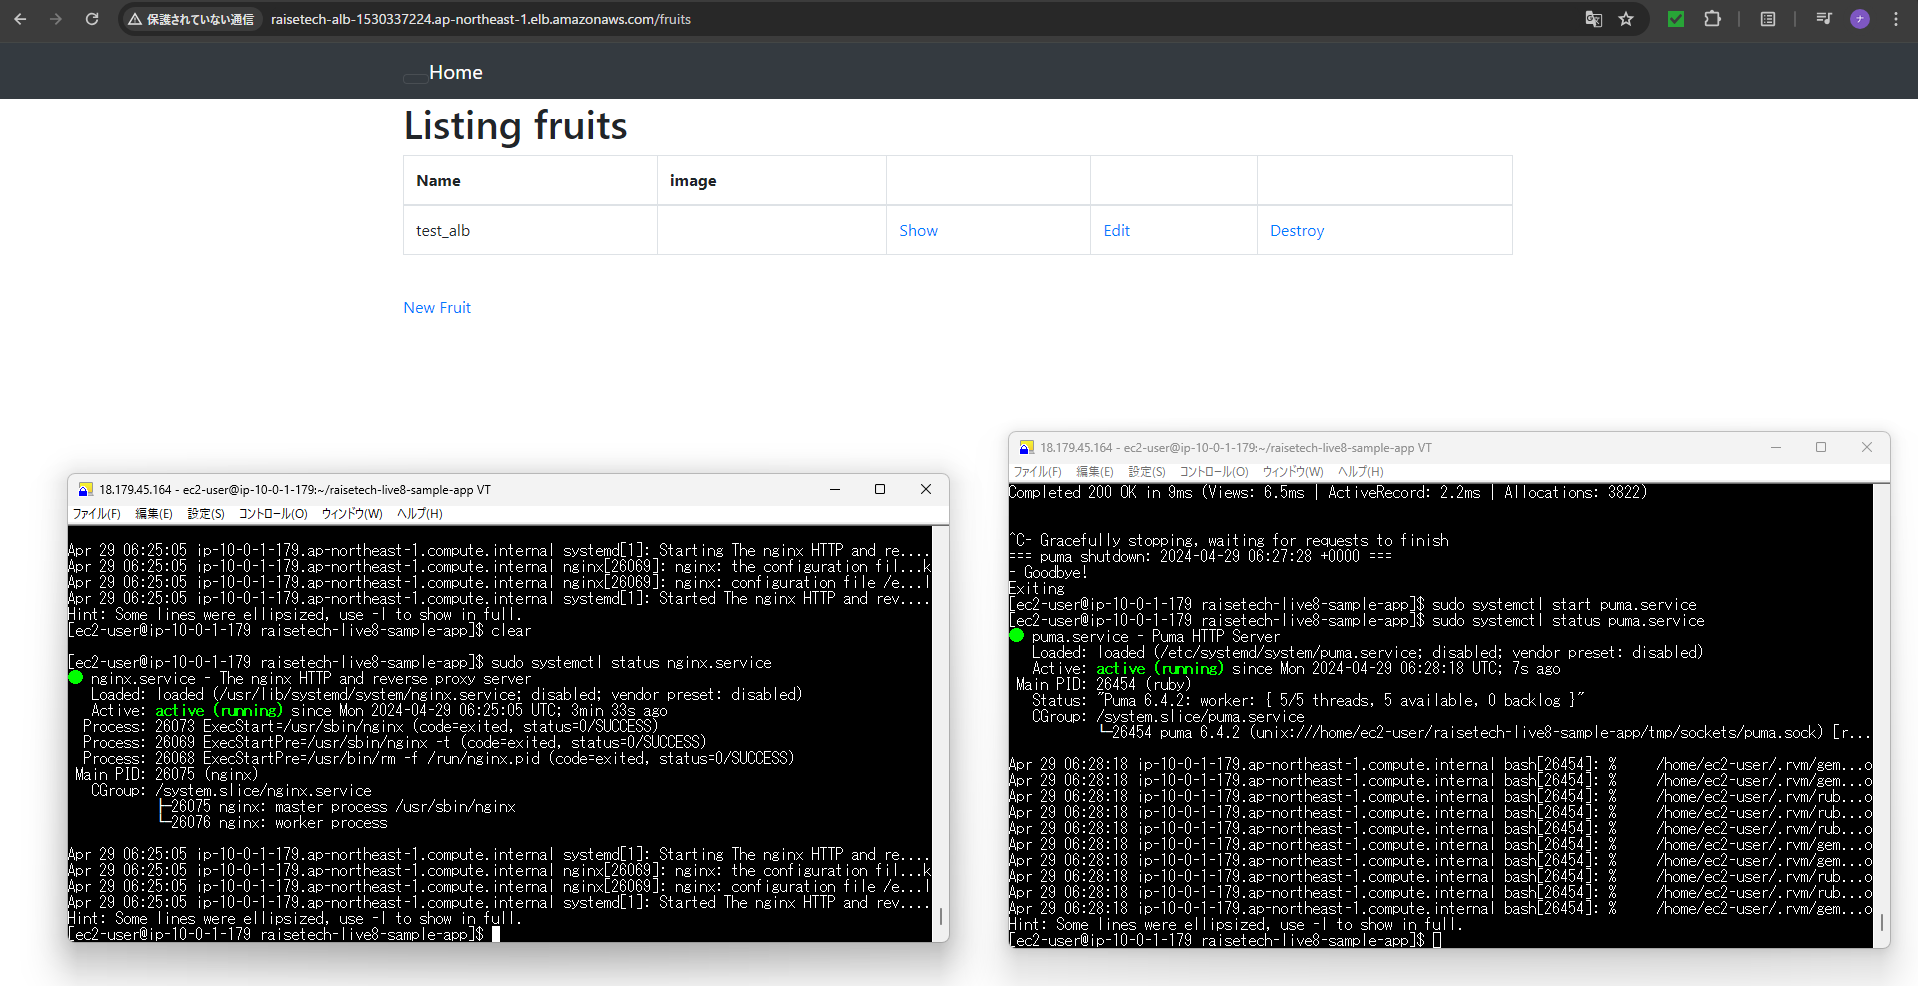 保護されていない通信 raisetech-alb-1530337224.ap-northeast-1.elb.amazonaws.com/fruits
ナ
Home
Listing fruits
Name image
test_alb Show Edit Destroy
New Fruit
18.179.45.164 - ec2-user@ip-10-0-1-179:~/raisetech-live8-sample-app VT
ファイル(F) 編集(E) 設定(S) コントロール(O) ウィンドウ(W) ヘルプ(H)
Apr 29 06:25:05 ip-10-0-1-179.ap-northeast-1.compute.internal systemd[1]: Starting The nginx HTTP and re....
Apr 29 06:25:05 ip-10-0-1-179.ap-northeast-1.compute.internal nginx[26069]: nginx: the configuration fil...k
Apr 29 06:25:05 ip-10-0-1-179.ap-northeast-1.compute.internal nginx[26069]: nginx: configuration file /e...l
Apr 29 06:25:05 ip-10-0-1-179.ap-northeast-1.compute.internal systemd[1]: Started The nginx HTTP and rev....
Hint: Some lines were ellipsized, use -l to show in full.
[ec2-user@ip-10-0-1-179 raisetech-live8-sample-app]$ clear
[ec2-user@ip-10-0-1-179 raisetech-live8-sample-app]$ sudo systemctl status nginx.service
● nginx.service - The nginx HTTP and reverse proxy server
Loaded: loaded (/usr/lib/systemd/system/nginx.service; disabled; vendor preset: disabled)
Active: active (running) since Mon 2024-04-29 06:25:05 UTC; 3min 33s ago
Process: 26073 ExecStart=/usr/sbin/nginx (code=exited, status=0/SUCCESS)
Process: 26069 ExecStartPre=/usr/sbin/nginx -t (code=exited, status=0/SUCCESS)
Process: 26068 ExecStartPre=/usr/bin/rm -f /run/nginx.pid (code=exited, status=0/SUCCESS)
Main PID: 26075 (nginx)
CGroup: /system.slice/nginx.service
├─26075 nginx: master process /usr/sbin/nginx
└─26076 nginx: worker process
Apr 29 06:25:05 ip-10-0-1-179.ap-northeast-1.compute.internal systemd[1]: Starting The nginx HTTP and re....
Apr 29 06:25:05 ip-10-0-1-179.ap-northeast-1.compute.internal nginx[26069]: nginx: the configuration fil...k
Apr 29 06:25:05 ip-10-0-1-179.ap-northeast-1.compute.internal nginx[26069]: nginx: configuration file /e...l
Apr 29 06:25:05 ip-10-0-1-179.ap-northeast-1.compute.internal systemd[1]: Started The nginx HTTP and rev....
Hint: Some lines were ellipsized, use -l to show in full.
[ec2-user@ip-10-0-1-179 raisetech-live8-sample-app]$
18.179.45.164 - ec2-user@ip-10-0-1-179:~/raisetech-live8-sample-app VT
ファイル(F) 編集(E) 設定(S) コントロール(O) ウィンドウ(W) ヘルプ(H)
Completed 200 OK in 9ms (Views: 6.5ms | ActiveRecord: 2.2ms | Allocations: 3822)
^C- Gracefully stopping, waiting for requests to finish
=== puma shutdown: 2024-04-29 06:27:28 +0000 ===
- Goodbye!
Exiting
[ec2-user@ip-10-0-1-179 raisetech-live8-sample-app]$ sudo systemctl start puma.service
[ec2-user@ip-10-0-1-179 raisetech-live8-sample-app]$ sudo systemctl status puma.service
● puma.service - Puma HTTP Server
Loaded: loaded (/etc/systemd/system/puma.service; disabled; vendor preset: disabled)
Active: active (running) since Mon 2024-04-29 06:28:18 UTC; 7s ago
Main PID: 26454 (ruby)
Status: "Puma 6.4.2: worker: { 5/5 threads, 5 available, 0 backlog }"
CGroup: /system.slice/puma.service
└─26454 puma 6.4.2 (unix:///home/ec2-user/raisetech-live8-sample-app/tmp/sockets/puma.sock) [r...
Apr 29 06:28:18 ip-10-0-1-179.ap-northeast-1.compute.internal bash[26454]: % /home/ec2-user/.rvm/gem...o
Apr 29 06:28:18 ip-10-0-1-179.ap-northeast-1.compute.internal bash[26454]: % /home/ec2-user/.rvm/gem...o
Apr 29 06:28:18 ip-10-0-1-179.ap-northeast-1.compute.internal bash[26454]: % /home/ec2-user/.rvm/rub...o
Apr 29 06:28:18 ip-10-0-1-179.ap-northeast-1.compute.internal bash[26454]: % /home/ec2-user/.rvm/rub...o
Apr 29 06:28:18 ip-10-0-1-179.ap-northeast-1.compute.internal bash[26454]: % /home/ec2-user/.rvm/rub...o
Apr 29 06:28:18 ip-10-0-1-179.ap-northeast-1.compute.internal bash[26454]: % /home/ec2-user/.rvm/gem...o
Apr 29 06:28:18 ip-10-0-1-179.ap-northeast-1.compute.internal bash[26454]: % /home/ec2-user/.rvm/gem...o
Apr 29 06:28:18 ip-10-0-1-179.ap-northeast-1.compute.internal bash[26454]: % /home/ec2-user/.rvm/rub...o
Apr 29 06:28:18 ip-10-0-1-179.ap-northeast-1.compute.internal bash[26454]: % /home/ec2-user/.rvm/rub...o
Apr 29 06:28:18 ip-10-0-1-179.ap-northeast-1.compute.internal bash[26454]: % /home/ec2-user/.rvm/gem...o
Hint: Some lines were ellipsized, use -l to show in full.
[ec2-user@ip-10-0-1-179 raisetech-live8-sample-app]$